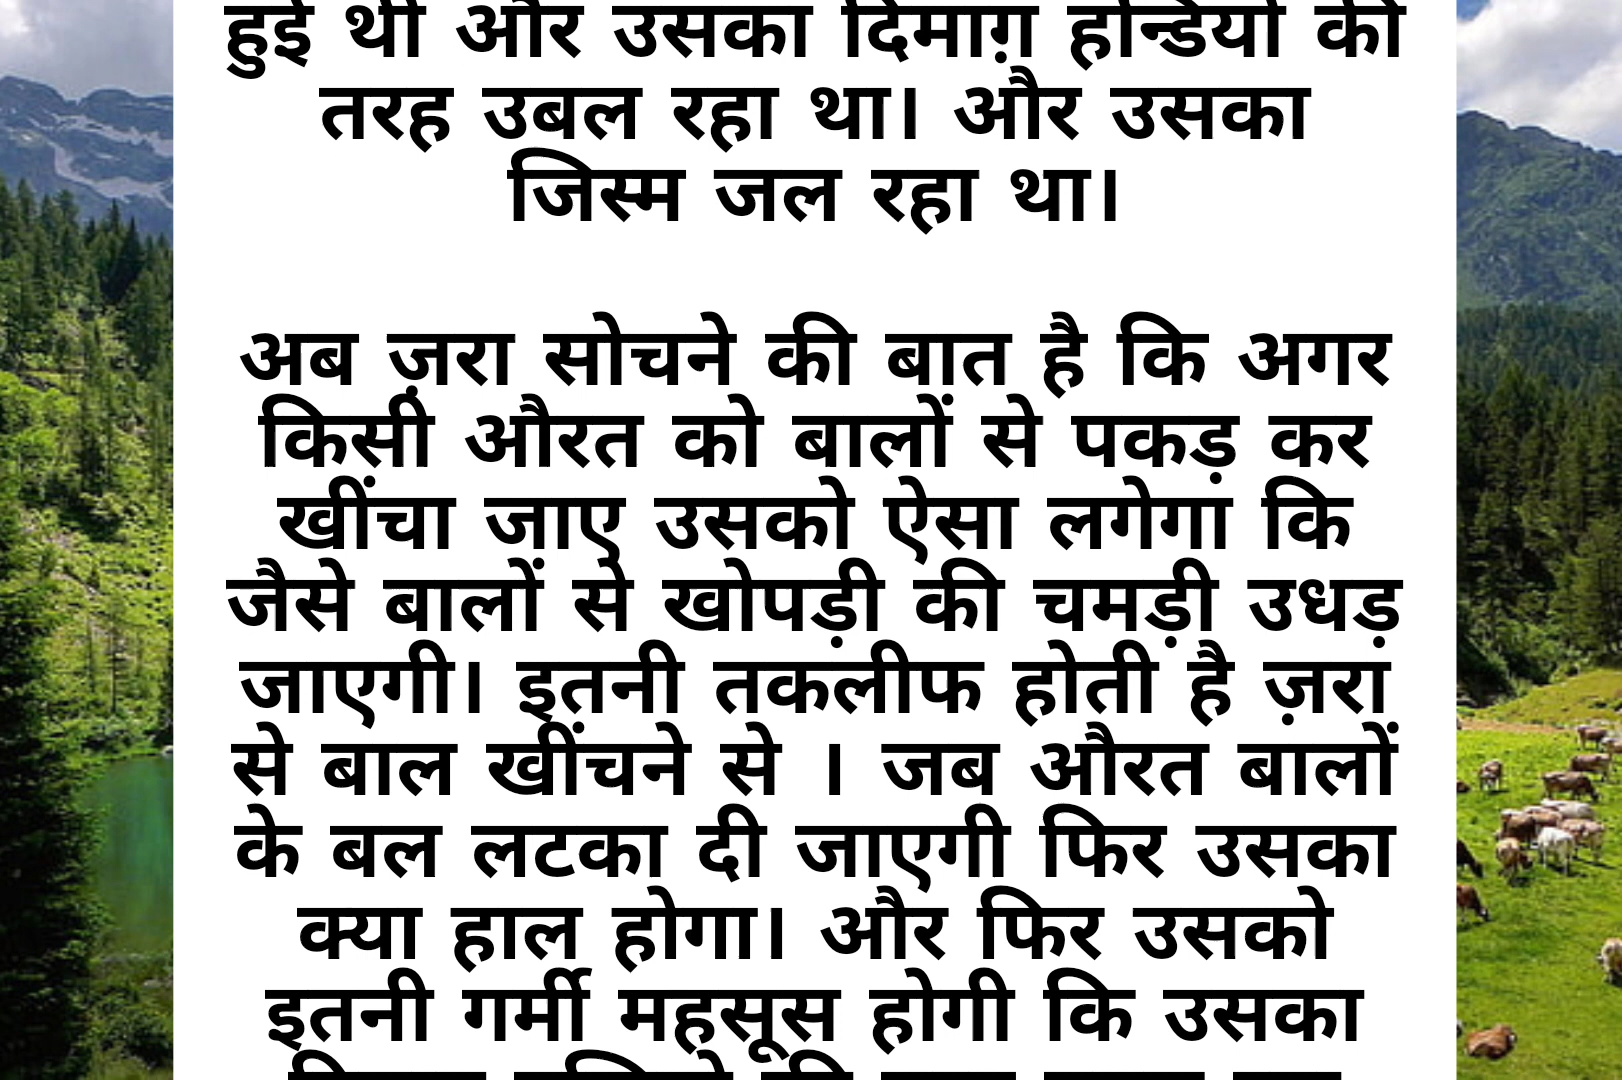 हुई थी और उसका दिमाग़ हन्डियों की
तरह उबल रहा था। और उसका
जिस्म जल रहा था।
अब ज़रा सोचने की बात है कि अगर
किसी औरत को बालों से पकड़ कर
खींचा जाए उसको ऐसा लगेगा कि
जैसे बालों से खोपड़ी की चमड़ी उधड़
जाएगी। इतनी तकलीफ होती है ज़रा
से बाल खींचने से । जब औरत बालों
के बल लटका दी जाएगी फिर उसका
क्या हाल होगा। और फिर उसको
इतनी गर्मी महसूस होगी कि उसका